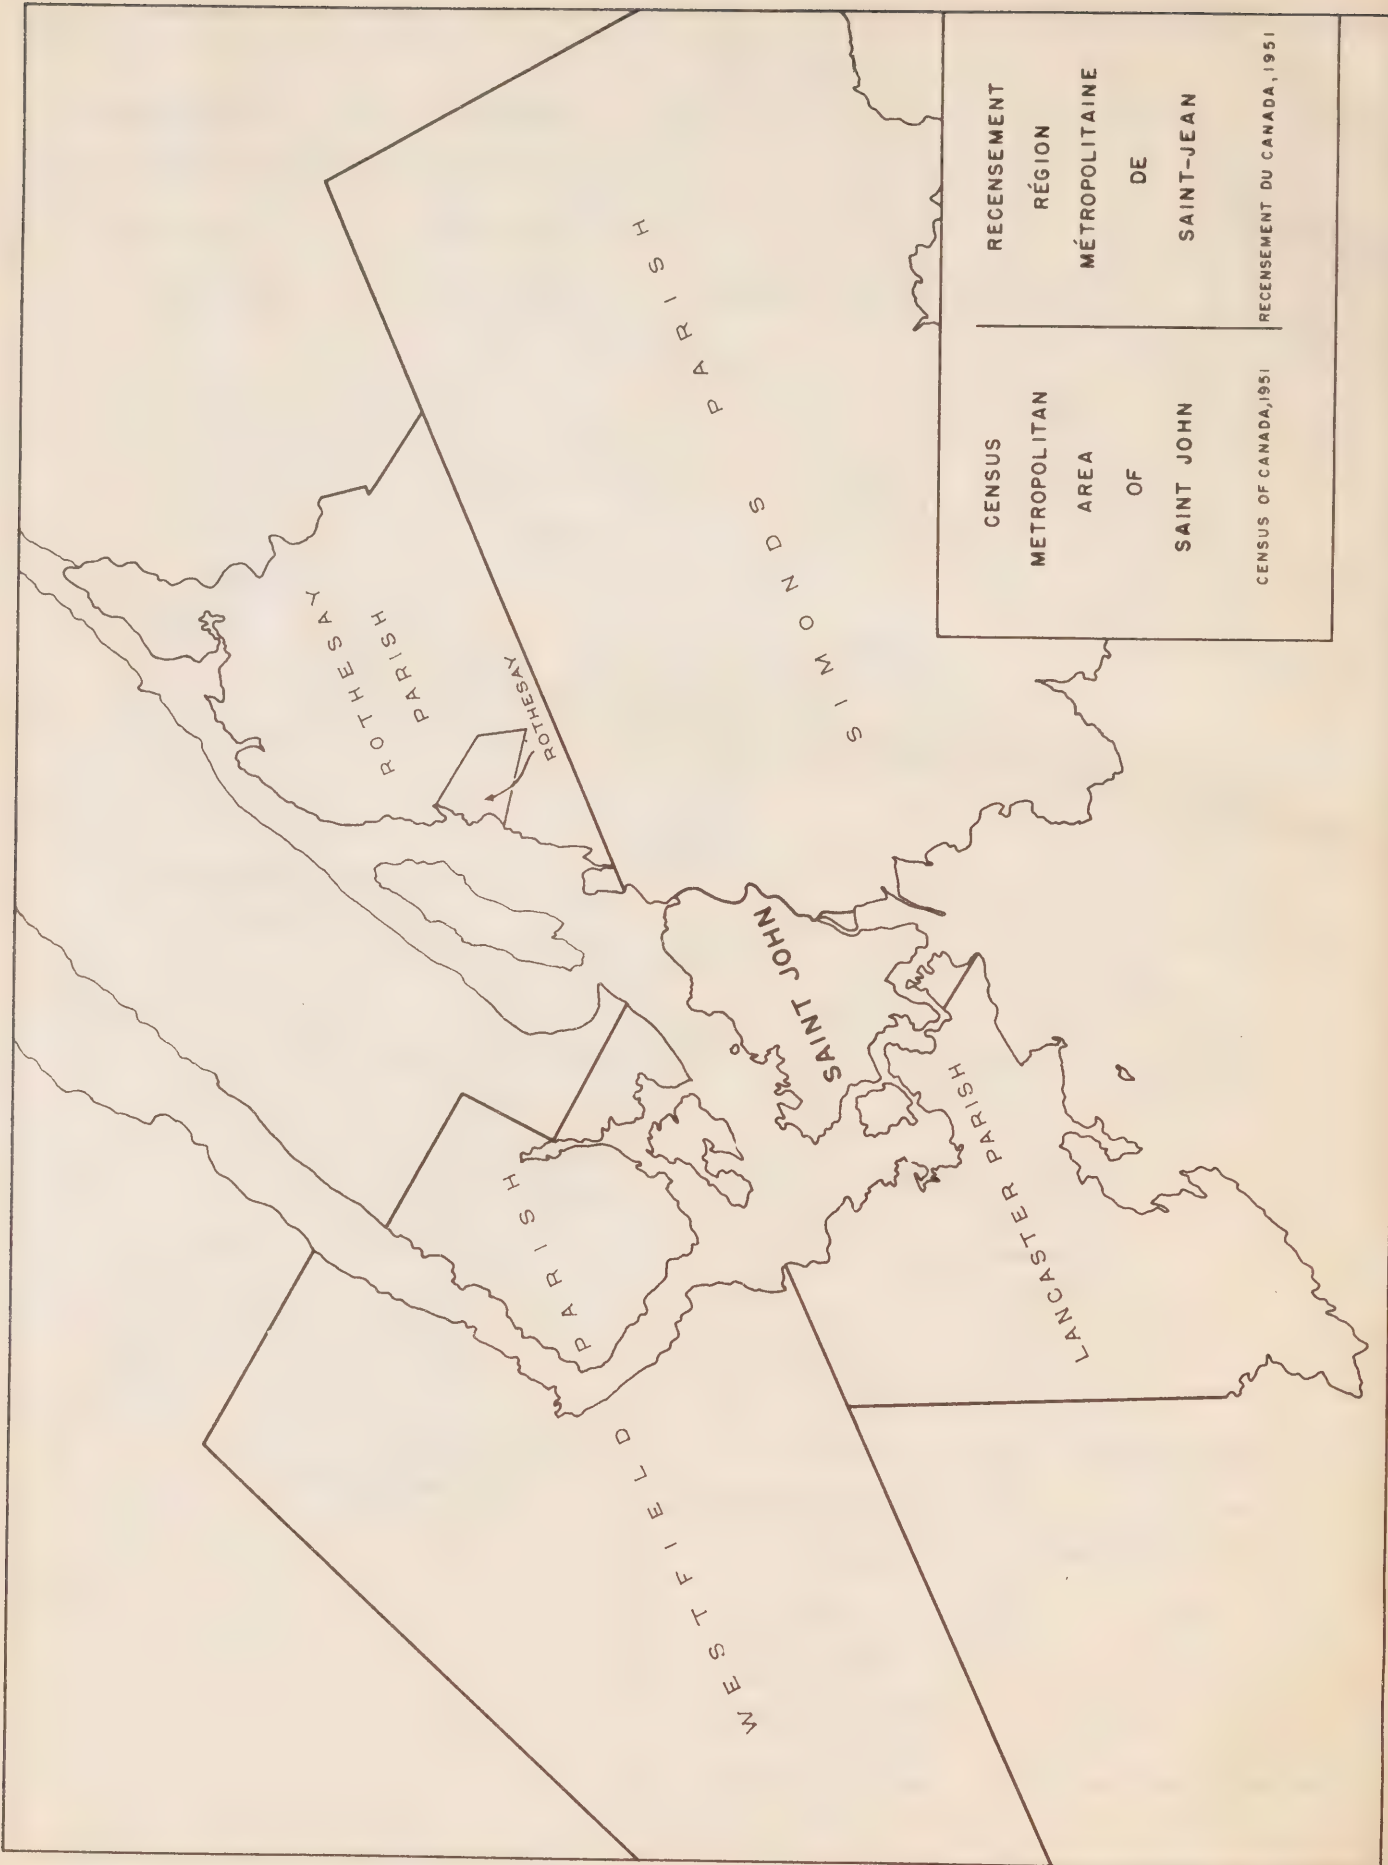 ROTHESAY
PARISH
ROTHESAY
SIMONDS PARISH
WESTFIELD PARISH
SAINT JOHN
LANCASTER PARISH
CENSUS
METROPOLITAN
AREA
OF
SAINT JOHN
CENSUS OF CANADA, 1951
RECENSEMENT
RÉGION
MÉTROPOLITAINE
DE
SAINT-JEAN
RECENSEMENT DU CANADA, 1951